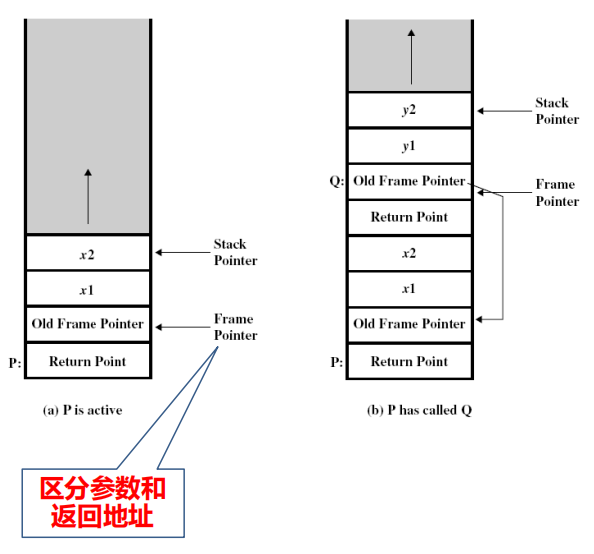 x2
Stack
Pointer
x1
Old Frame Pointer
Frame
Pointer
P:
Return Point
(a) P is active
区分参数和
返回地址
y2
Stack
Pointer
y1
Q:
Old Frame Pointer
Frame
Pointer
Return Point
x2
x1
Old Frame Pointer
P:
Return Point
(b) P has called Q